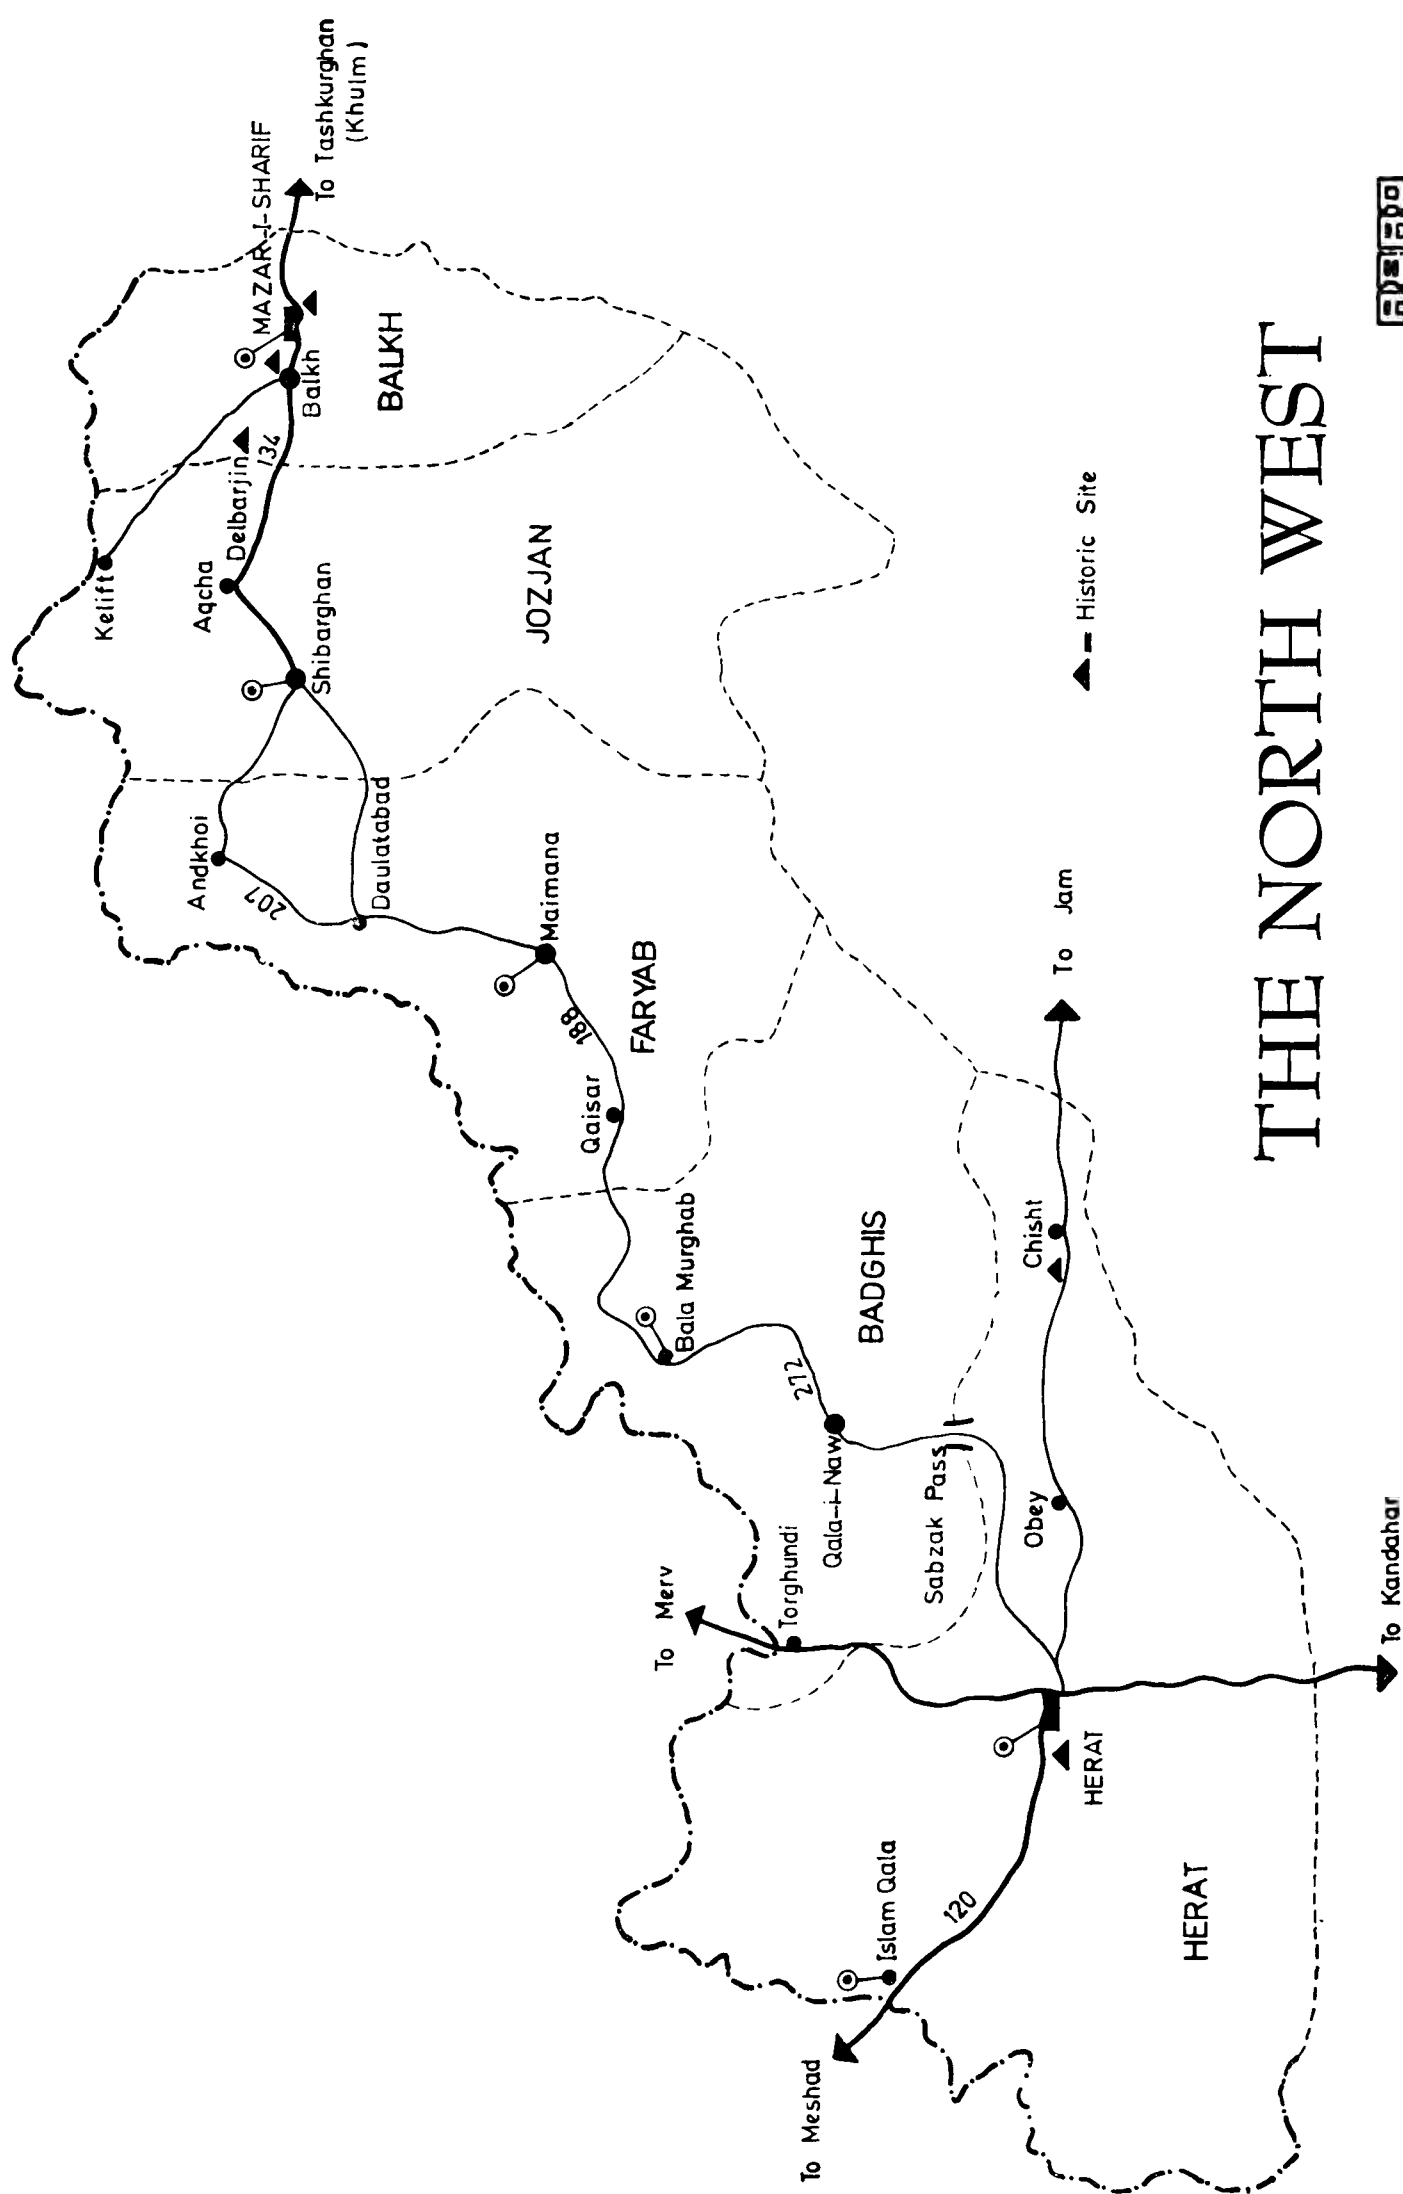 To Tashkurghan
(Khulm)
MAZAR-I-SHARIF
Balkh
BALKH
134
Delbarjin
Kelift
Aqcha
Shibarghan
JOZJAN
Andkhoi
207
Daulatabad
Maimana
188
FARYAB
Qaisar
Bala Murghab
BADGHIS
272
Qala-i-Naw
Sabzak Pass
To Merv
Torghundi
To Jam
Chisht
Obey
HERAT
120
Islam Qala
To Meshad
HERAT
To Kandahar
- Historic Site
THE NORTH WEST